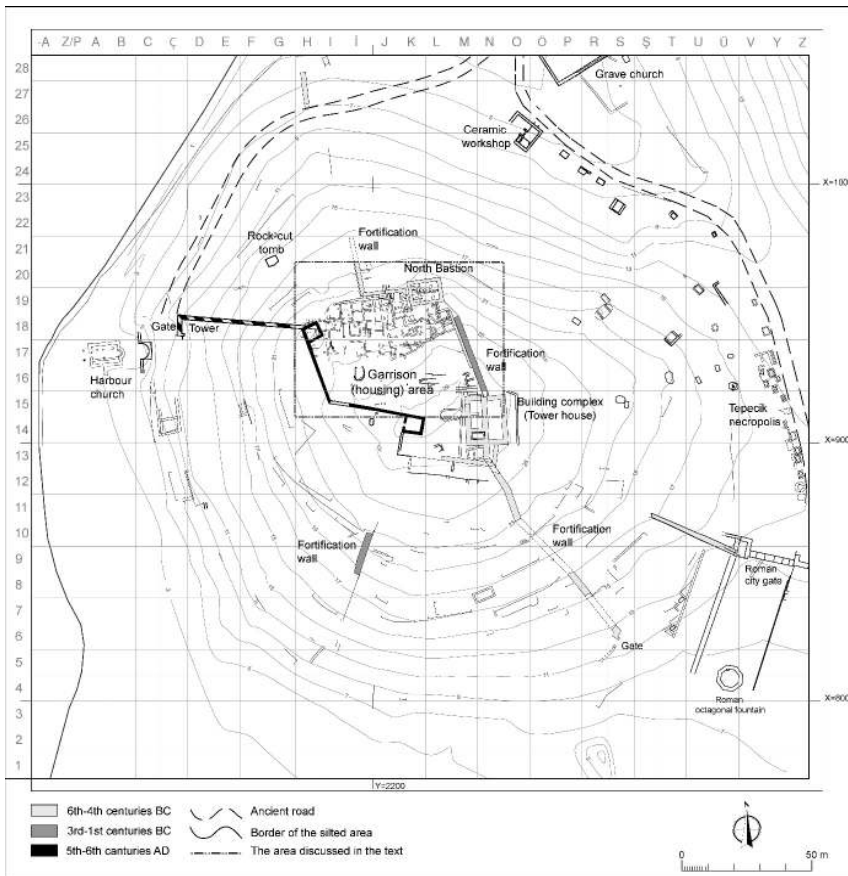 -A Z/P A B C Ç D E F G H I İ J K L M N O Ö P R S Ş T U Ü V Y Z
28
27
26
25
24
23
22
21
20
19
18
17
16
15
14
13
12
11
10
9
8
7
6
5
4
3
2
1
Grave church
Ceramic
workshop
X=1000
Rock-cut
tomb
Fortification
wall
North Bastion
Gate
Tower
Harbour
church
Garrison
(housing) area
Fortification
wall
Building complex
(Tower house)
Tepecik
necropolis
X=900
Fortification
wall
Fortification
wall
Roman
city gate
Gate
Roman
octagonal fountain
X=800
Y=2200
6th-4th centuries BC
3rd-1st centuries BC
5th-6th canturies AD
Ancient road
Border of the silted area
The area discussed in the text
N
0 50 m